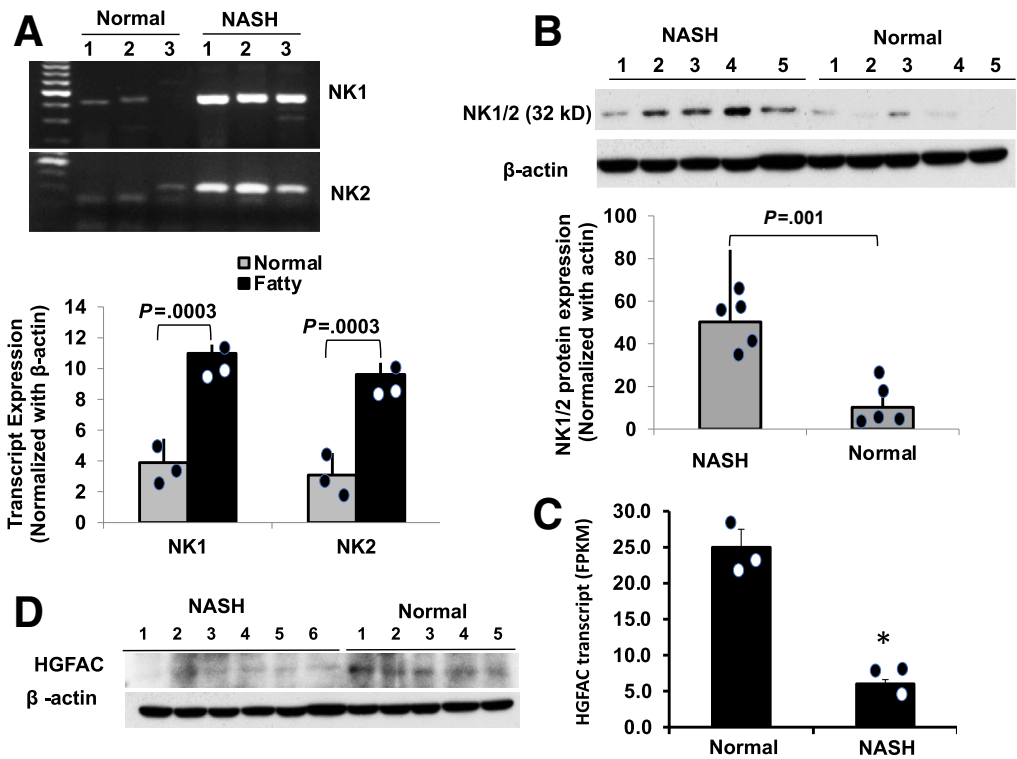 A
Normal NASH
1 2 3 1 2 3
NK1
NK2
Normal
Fatty
Transcript Expression
(Normalized with β-actin)
14
12
10
8
6
4
2
0
P=.0003
P=.0003
NK1 NK2
B
NASH Normal
1 2 3 4 5 1 2 3 4 5
NK1/2 (32 kD)
β-actin
NK1/2 protein expression
(Normalized with actin)
100
80
60
40
20
0
P=.001
NASH Normal
C
HGFAC transcript (FPKM)
30.0
25.0
20.0
15.0
10.0
5.0
0.0
*
Normal NASH
D
NASH Normal
1 2 3 4 5 6 1 2 3 4 5
HGFAC
β -actin